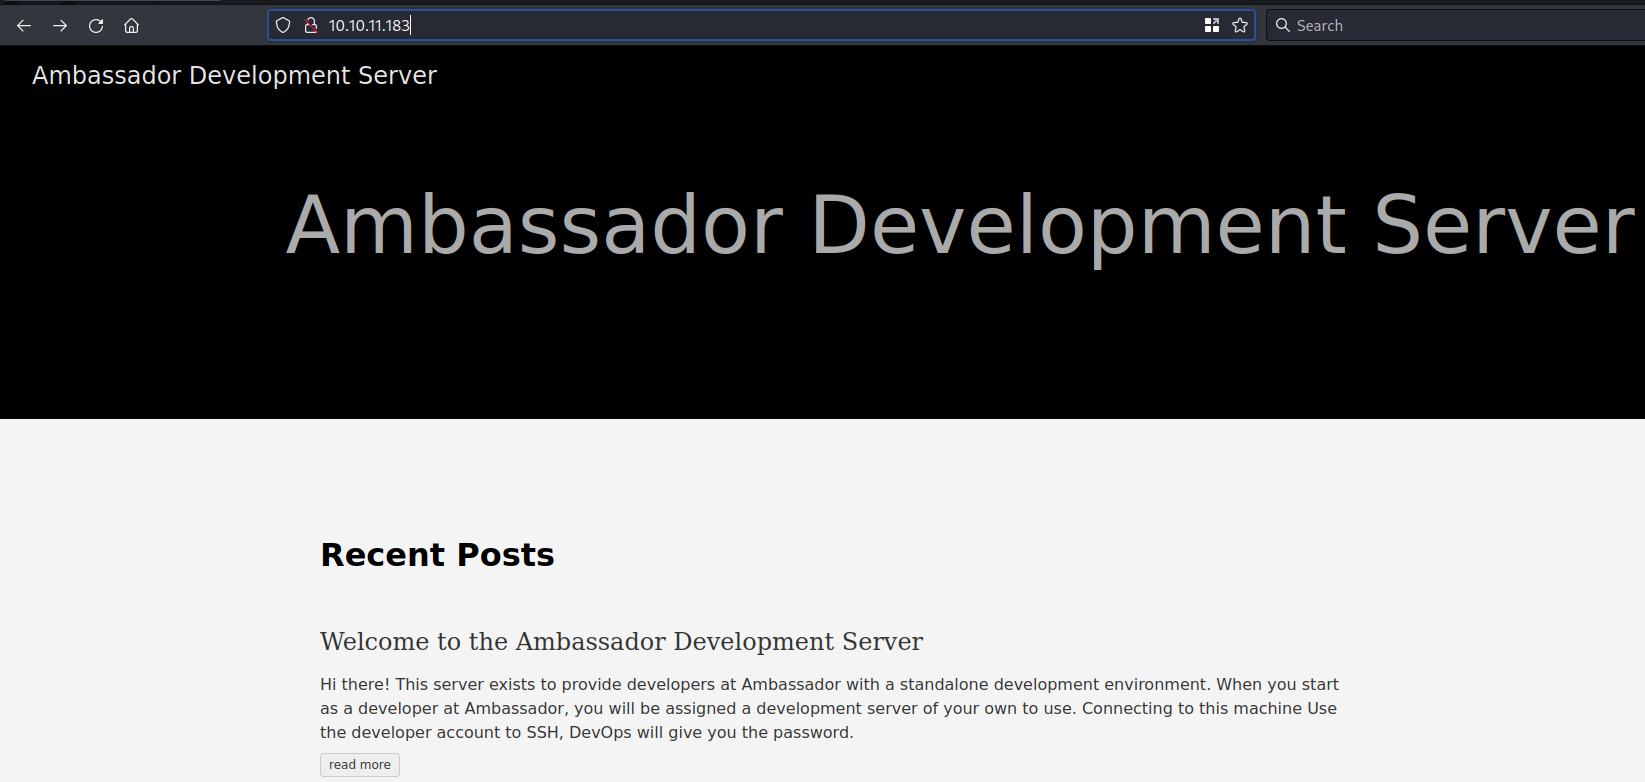 10.10.11.183
Search
Ambassador Development Server
Ambassador Development Server
Recent Posts
Welcome to the Ambassador Development Server
Hi there! This server exists to provide developers at Ambassador with a standalone development environment. When you start
as a developer at Ambassador, you will be assigned a development server of your own to use. Connecting to this machine Use
the developer account to SSH, DevOps will give you the password.
read more